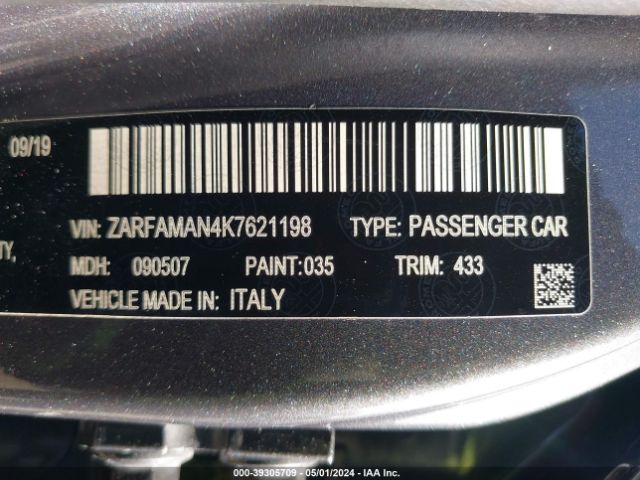 09/19
VIN: ZARFAMAN4K7621198 TYPE: PASSENGER CAR
TY,
MDH: 090507 PAINT:035 TRIM: 433
VEHICLE MADE IN: ITALY
000-39305709 - 05/01/2024 - IAA Inc.